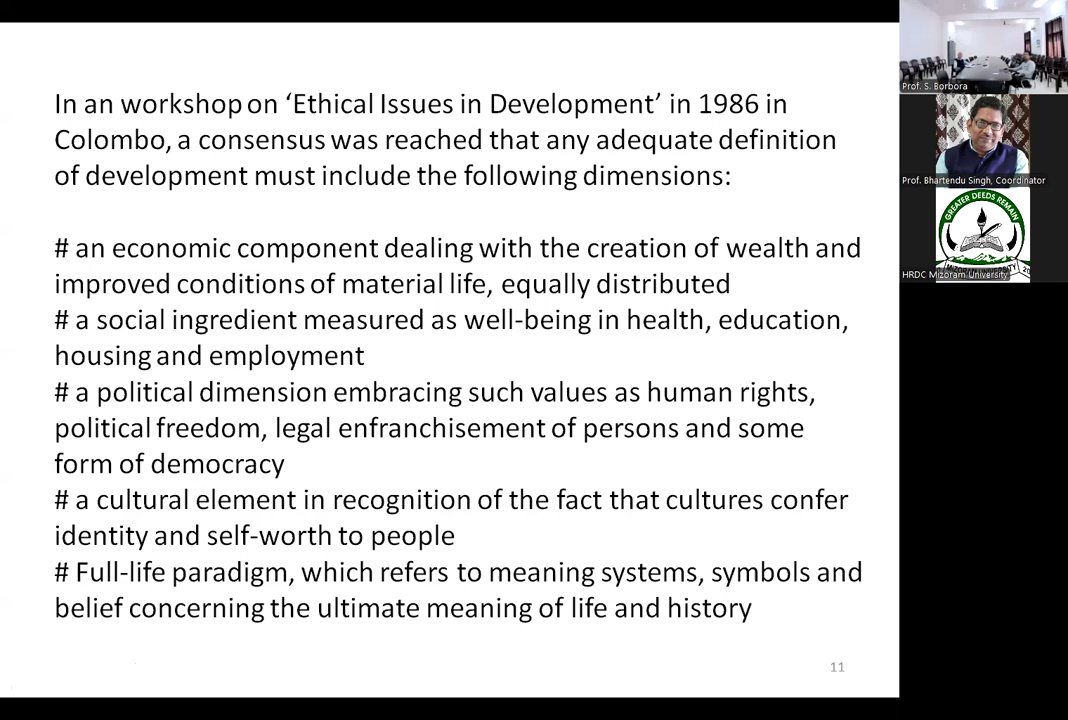 In an workshop on ‘Ethical Issues in Development’ in 1986 in
Colombo, a consensus was reached that any adequate definition
of development must include the following dimensions:
# an economic component dealing with the creation of wealth and
improved conditions of material life, equally distributed
# a social ingredient measured as well-being in health, education,
housing and employment
# a political dimension embracing such values as human rights,
political freedom, legal enfranchisement of persons and some
form of democracy
# a cultural element in recognition of the fact that cultures confer
identity and self-worth to people
# Full-life paradigm, which refers to meaning systems, symbols and
belief concerning the ultimate meaning of life and history
11
Prof. S. Borbora
Prof. Bhartendu Singh, Coordinator
GREATER DEEDS REMAIN
MIZORAM UNIVERSITY
HRDC Mizoram University